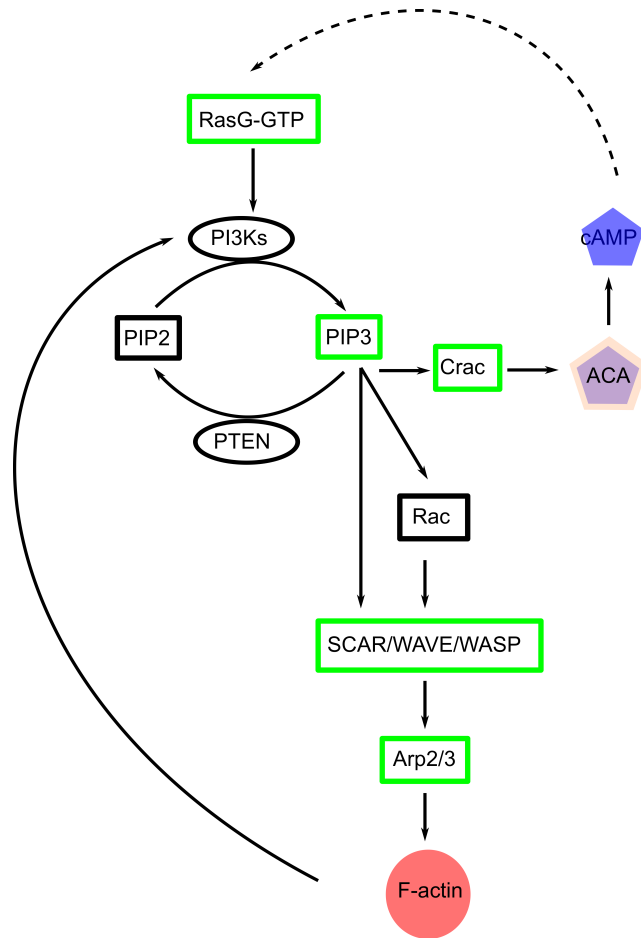 RasG-GTP
PI3Ks
cAMP
PIP2
PIP3
Crac
ACA
PTEN
Rac
SCAR/WAVE/WASP
Arp2/3
F-actin